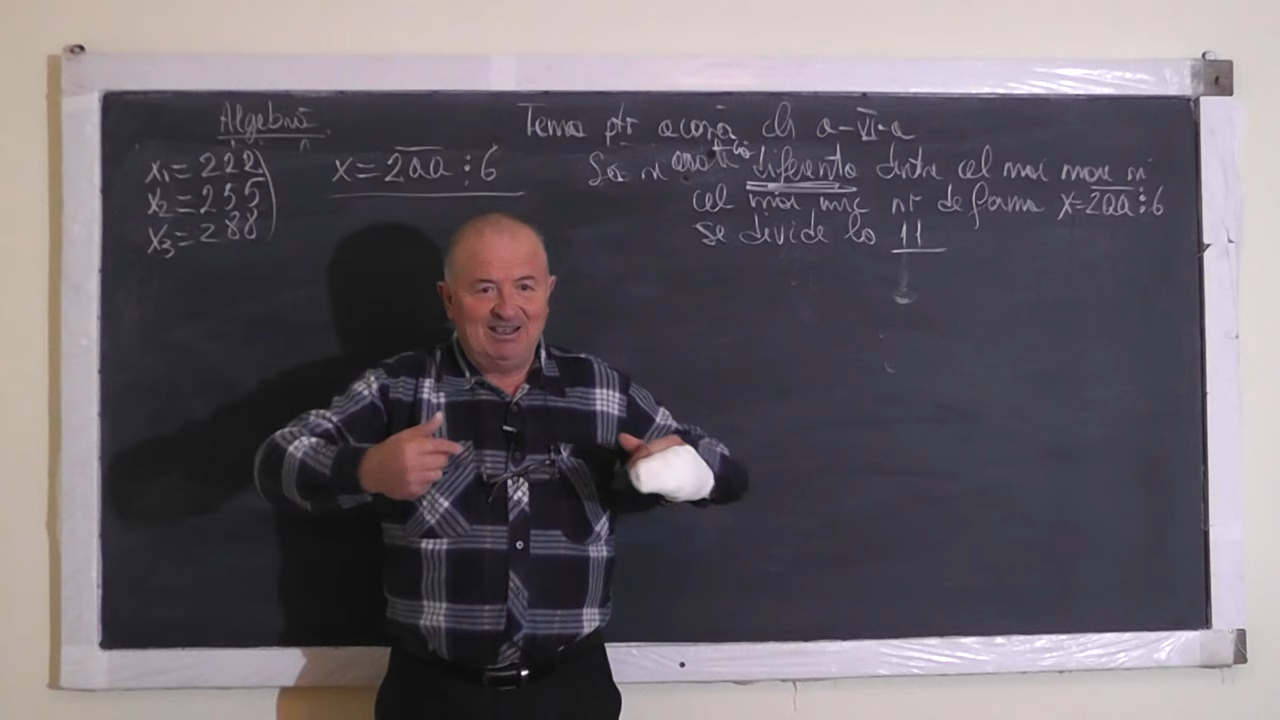 Algebră
x₁=222
x₂=255
x₃=288
x=2aa⋮6
Tema ptr acasă cls a-VI-a
Să se arate că diferența dintre cel mai mare și
cel mai mic nr de forma x=2aa⋮6
se divide la 11